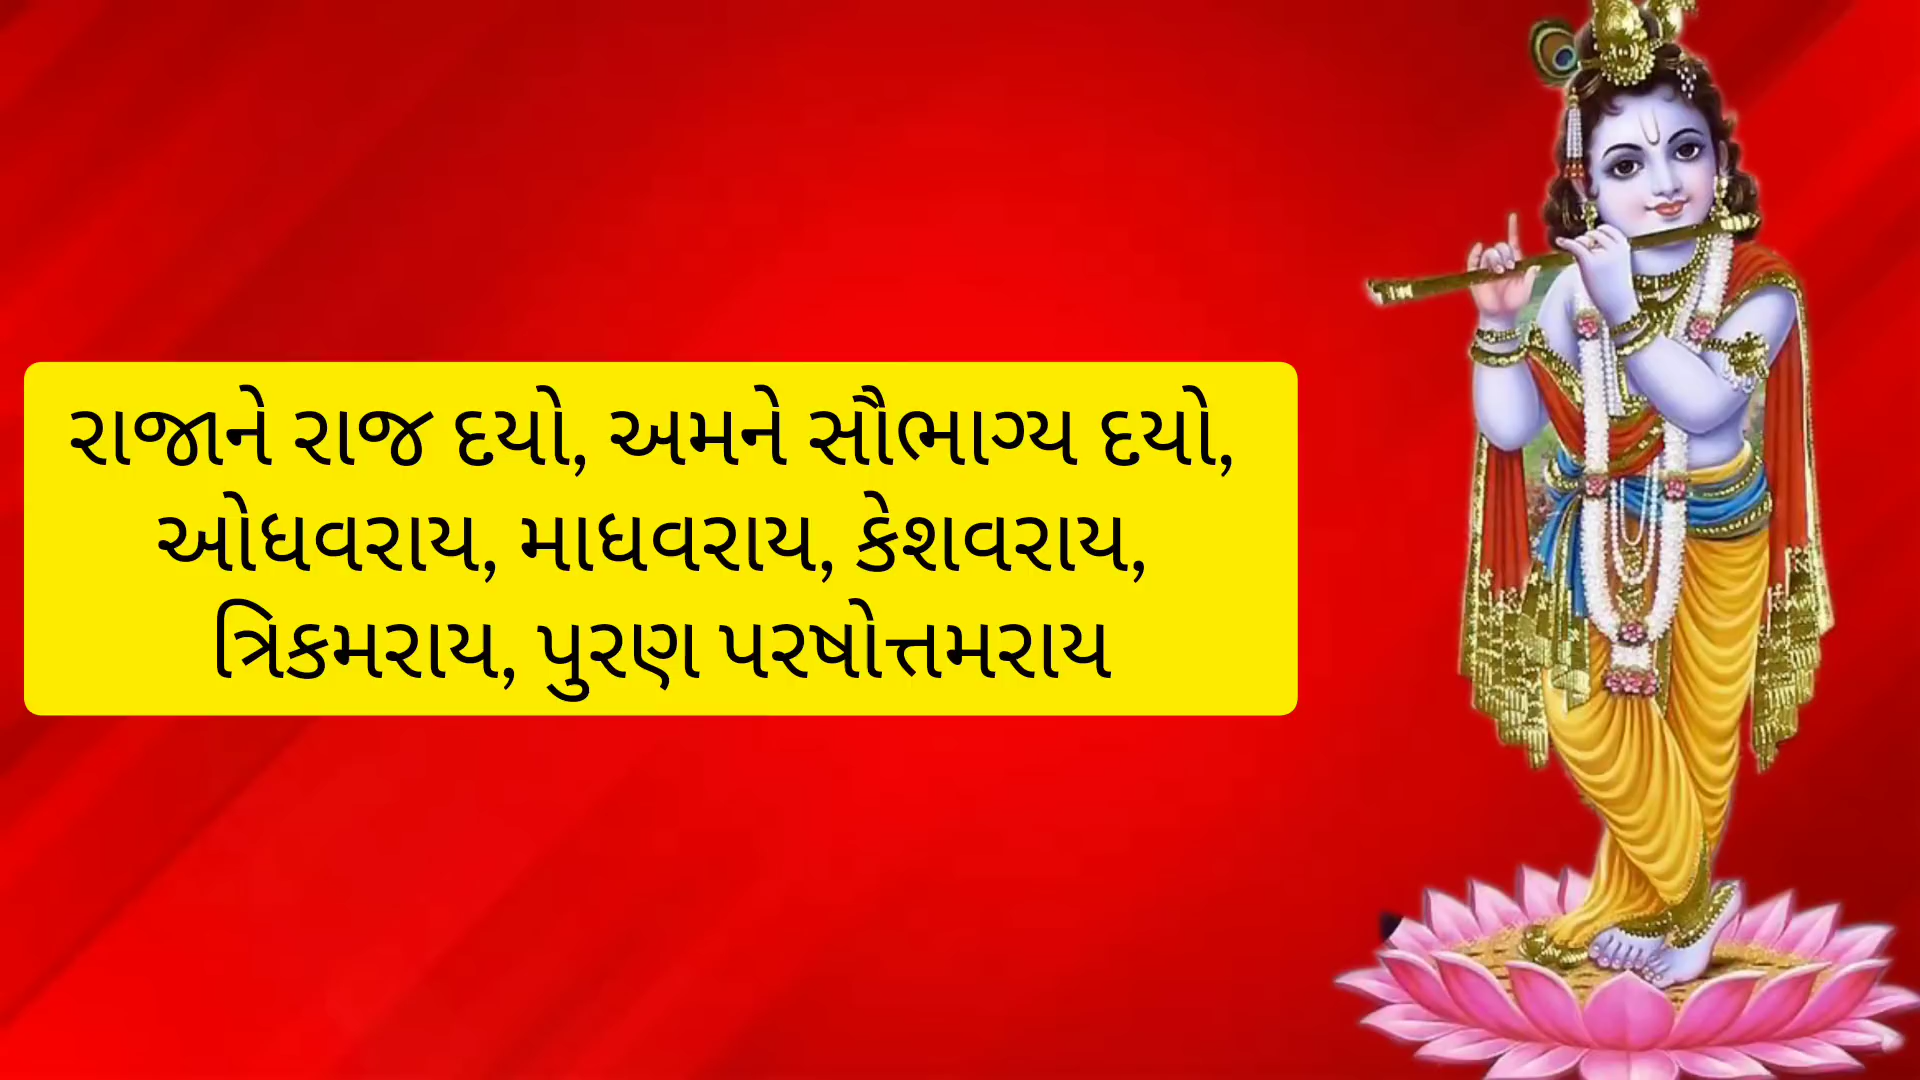 રાજાને રાજ દયો, અમને સૌભાગ્ય દયો,
ઓધવરાય, માધવરાય, કેશવરાય,
ત્રિકમરાય, પુરણ પરષોત્તમરાય